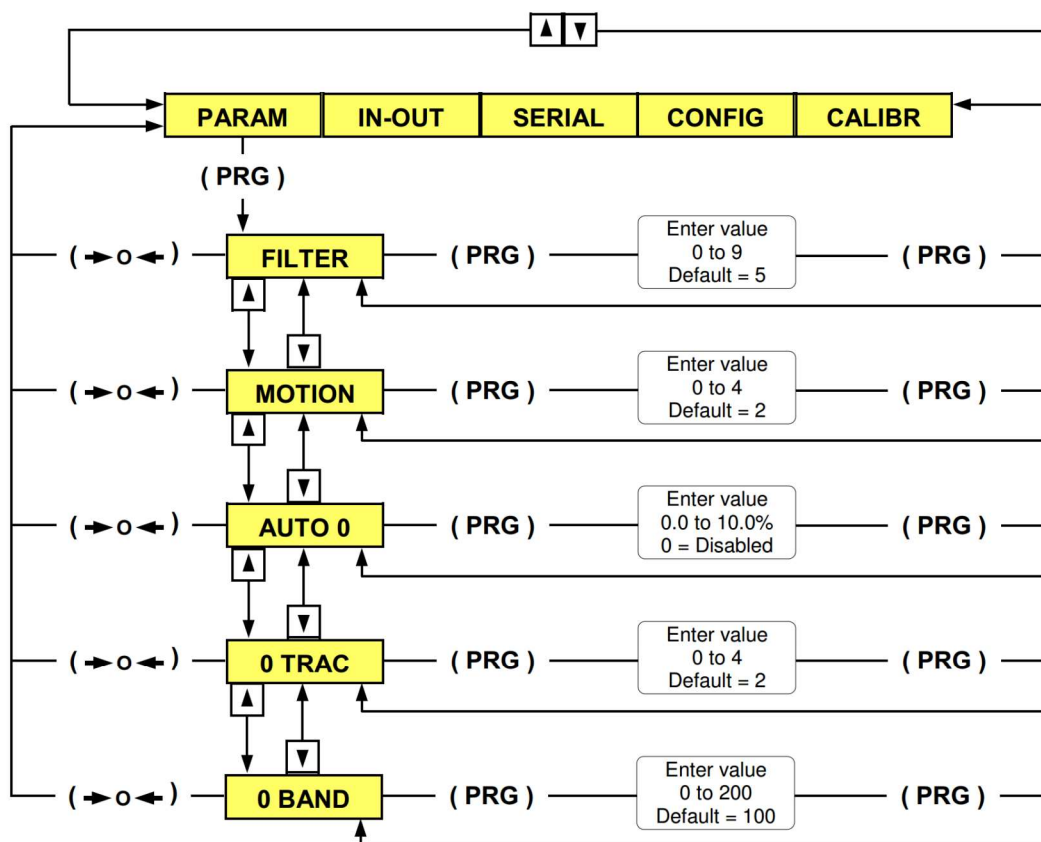 PARAM IN-OUT SERIAL CONFIG CALIBR
( PRG )
( O ) FILTER ( PRG ) Enter value ( PRG )
0 to 9
Default = 5
( O ) MOTION ( PRG ) Enter value ( PRG )
0 to 4
Default = 2
( O ) AUTO 0 ( PRG ) Enter value ( PRG )
0.0 to 10.0%
0 = Disabled
( O ) 0 TRAC ( PRG ) Enter value ( PRG )
0 to 4
Default = 2
( O ) 0 BAND ( PRG ) Enter value ( PRG )
0 to 200
Default = 100